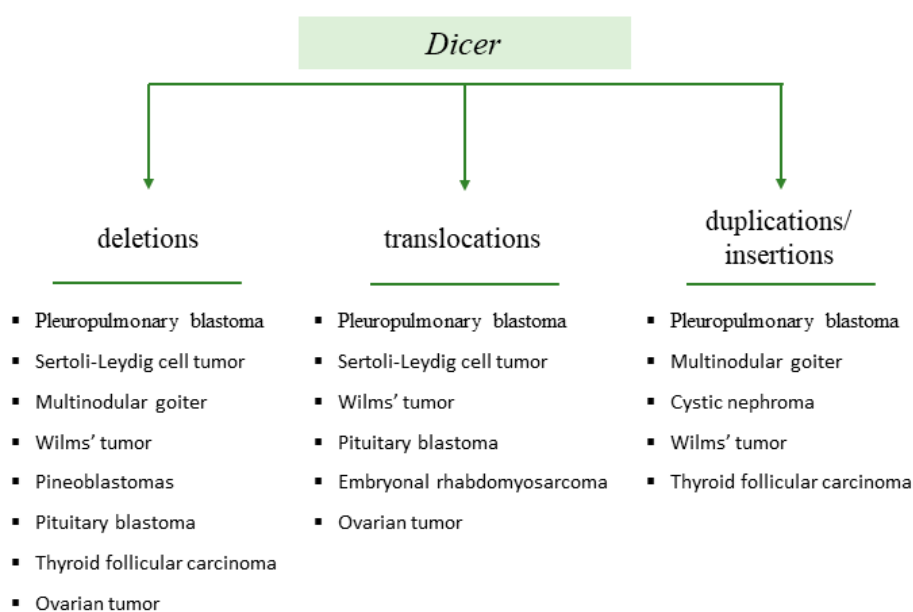 Dicer
deletions
▪ Pleuropulmonary blastoma
▪ Sertoli-Leydig cell tumor
▪ Multinodular goiter
▪ Wilms’ tumor
▪ Pineoblastomas
▪ Pituitary blastoma
▪ Thyroid follicular carcinoma
▪ Ovarian tumor
translocations
▪ Pleuropulmonary blastoma
▪ Sertoli-Leydig cell tumor
▪ Wilms’ tumor
▪ Pituitary blastoma
▪ Embryonal rhabdomyosarcoma
▪ Ovarian tumor
duplications/
insertions
▪ Pleuropulmonary blastoma
▪ Multinodular goiter
▪ Cystic nephroma
▪ Wilms’ tumor
▪ Thyroid follicular carcinoma